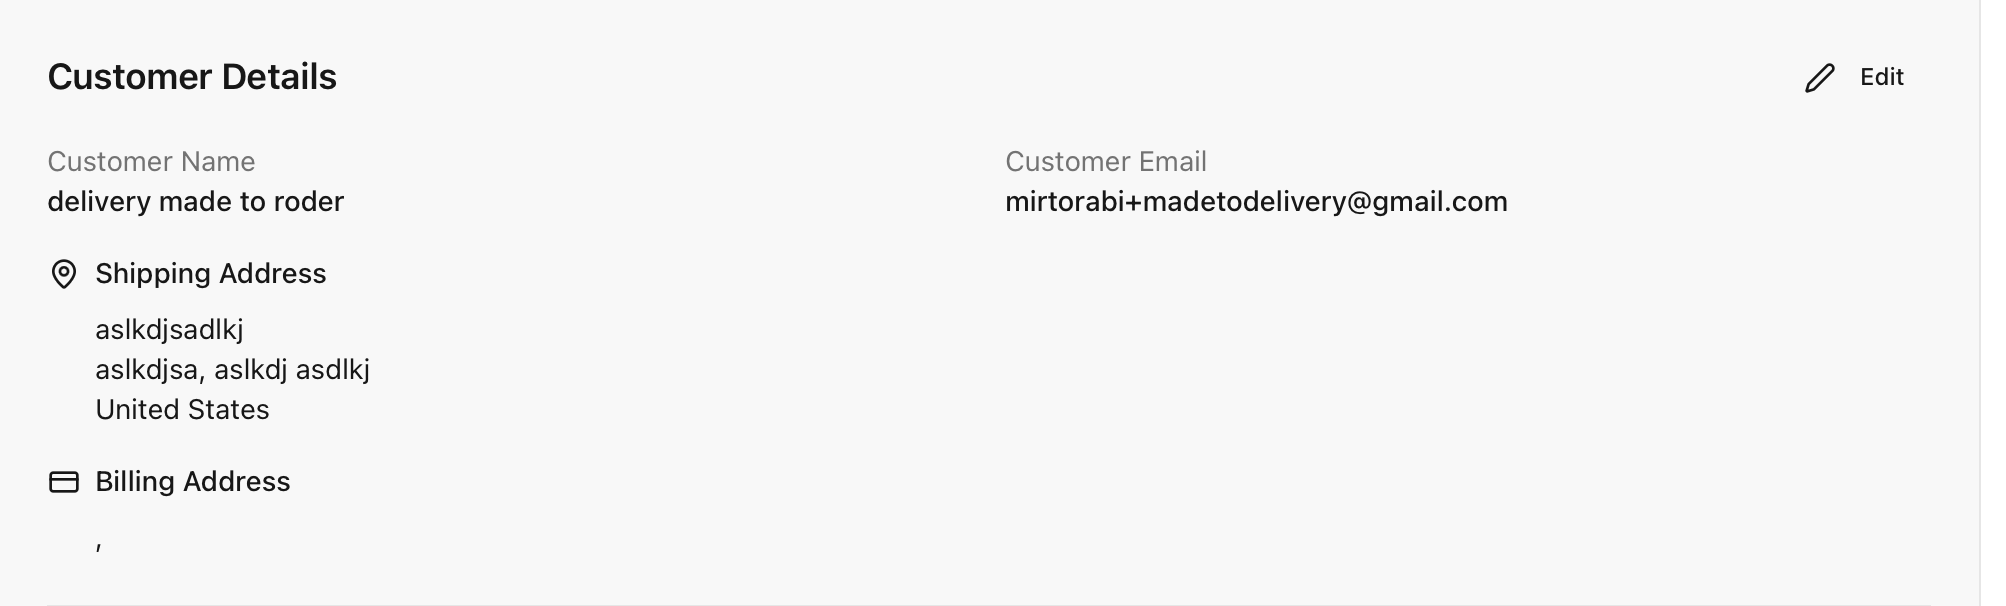 Customer Details
Edit
Customer Name
Customer Email
delivery made to roder
mirtorabi+madetodelivery@gmail.com
Shipping Address
aslkdjsadlkj
aslkdjsa, aslkdj asdlkj
United States
Billing Address
,